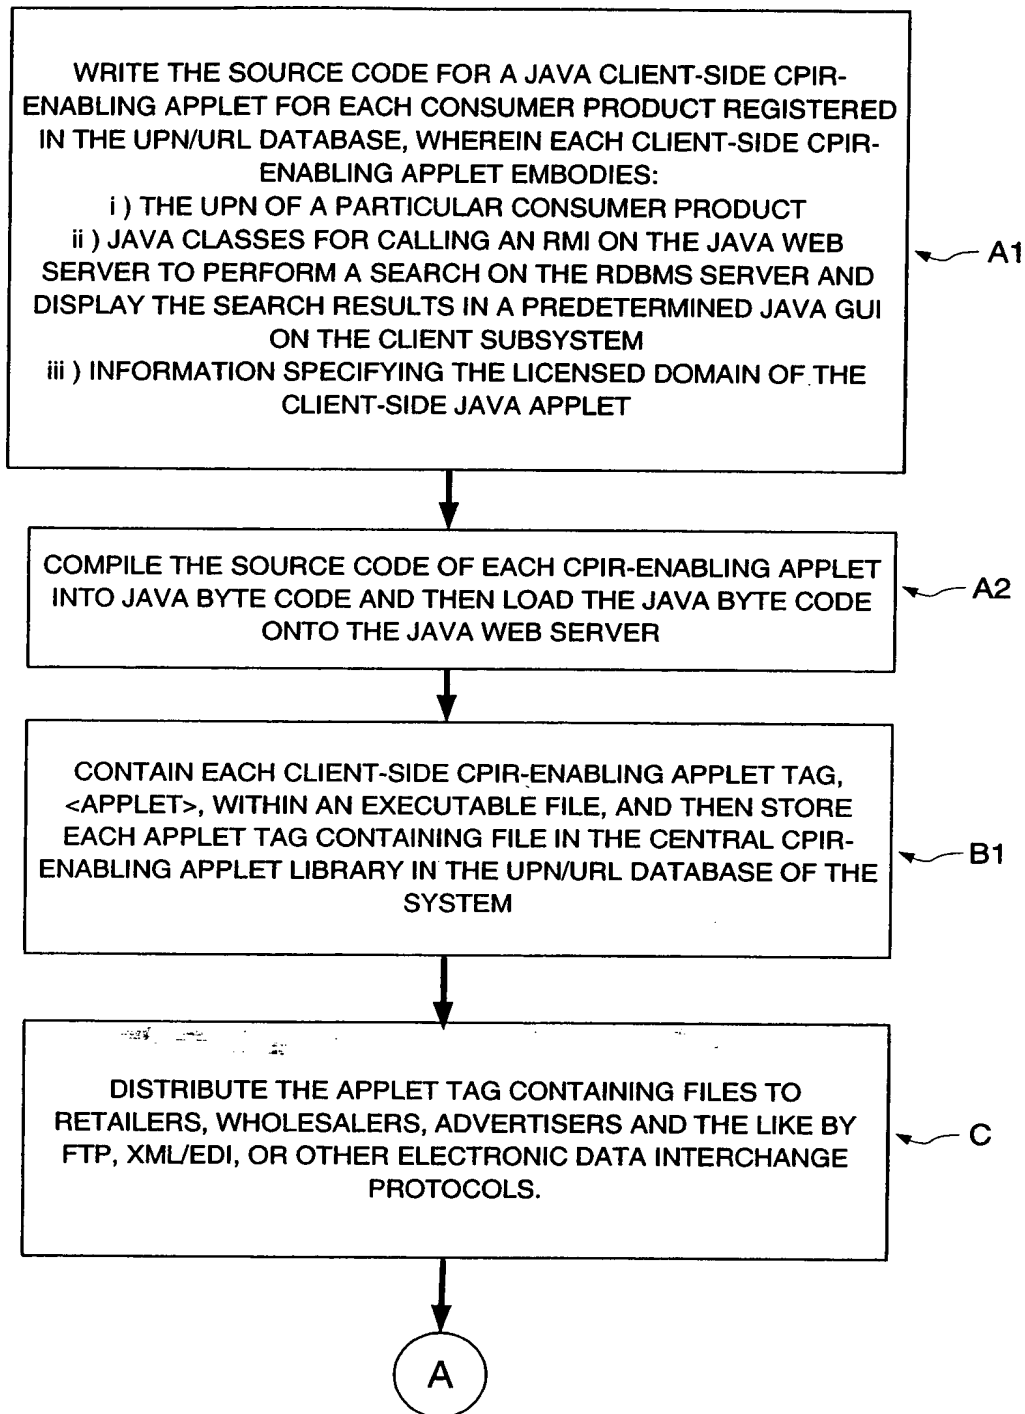 WRITE THE SOURCE CODE FOR A JAVA CLIENT-SIDE CPIR-
ENABLING APPLET FOR EACH CONSUMER PRODUCT REGISTERED
IN THE UPN/URL DATABASE, WHEREIN EACH CLIENT-SIDE CPIR-
ENABLING APPLET EMBODIES:
i ) THE UPN OF A PARTICULAR CONSUMER PRODUCT
ii ) JAVA CLASSES FOR CALLING AN RMI ON THE JAVA WEB
SERVER TO PERFORM A SEARCH ON THE RDBMS SERVER AND
DISPLAY THE SEARCH RESULTS IN A PREDETERMINED JAVA GUI
ON THE CLIENT SUBSYSTEM
iii ) INFORMATION SPECIFYING THE LICENSED DOMAIN OF THE
CLIENT-SIDE JAVA APPLET
A1
COMPILE THE SOURCE CODE OF EACH CPIR-ENABLING APPLET
INTO JAVA BYTE CODE AND THEN LOAD THE JAVA BYTE CODE
ONTO THE JAVA WEB SERVER
A2
CONTAIN EACH CLIENT-SIDE CPIR-ENABLING APPLET TAG,
<APPLET>, WITHIN AN EXECUTABLE FILE, AND THEN STORE
EACH APPLET TAG CONTAINING FILE IN THE CENTRAL CPIR-
ENABLING APPLET LIBRARY IN THE UPN/URL DATABASE OF THE
SYSTEM
B1
DISTRIBUTE THE APPLET TAG CONTAINING FILES TO
RETAILERS, WHOLESALERS, ADVERTISERS AND THE LIKE BY
FTP, XML/EDI, OR OTHER ELECTRONIC DATA INTERCHANGE
PROTOCOLS.
C
A